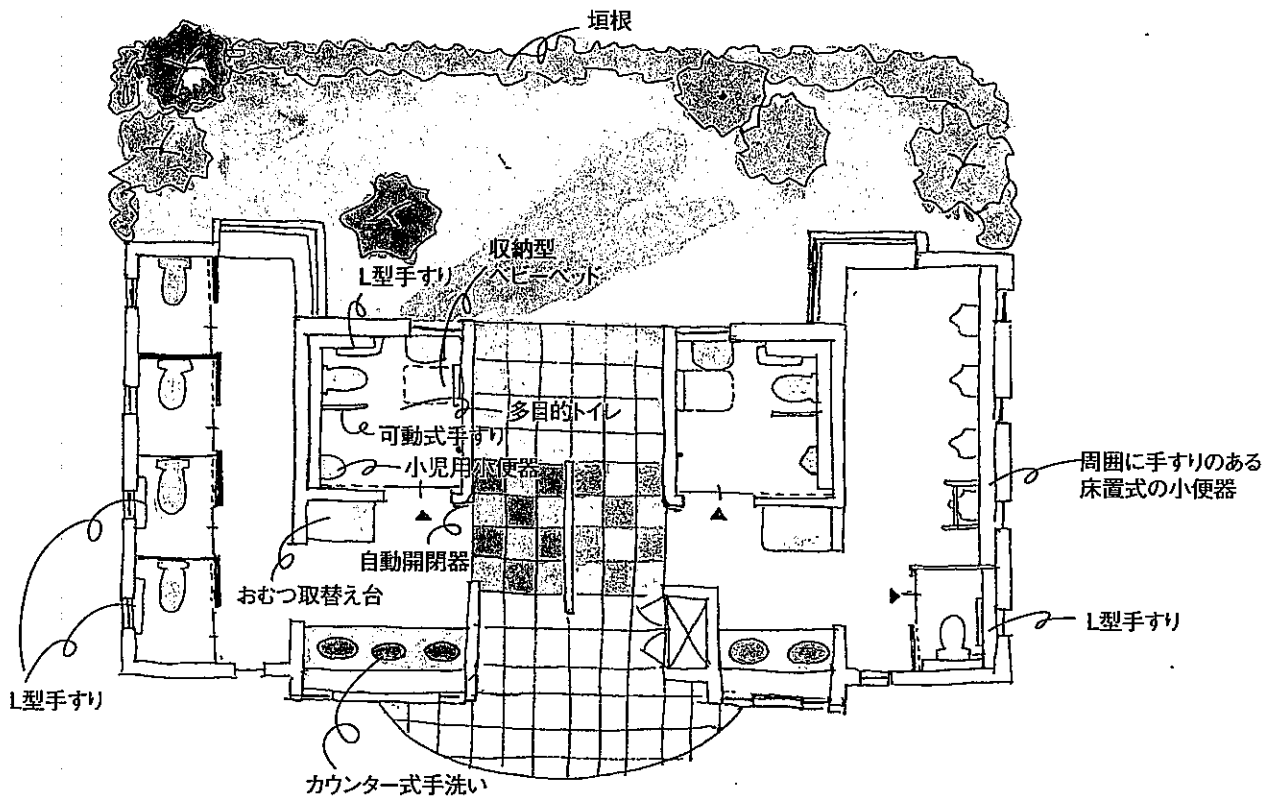 垣根
収納型
ベビーベット
L型手すり
多目的トイレ
可動式手すり
小児用小便器
周囲に手すりのある
床置式の小便器
自動開閉器
おむつ取替え台
L型手すり
L型手すり
カウンター式手洗い